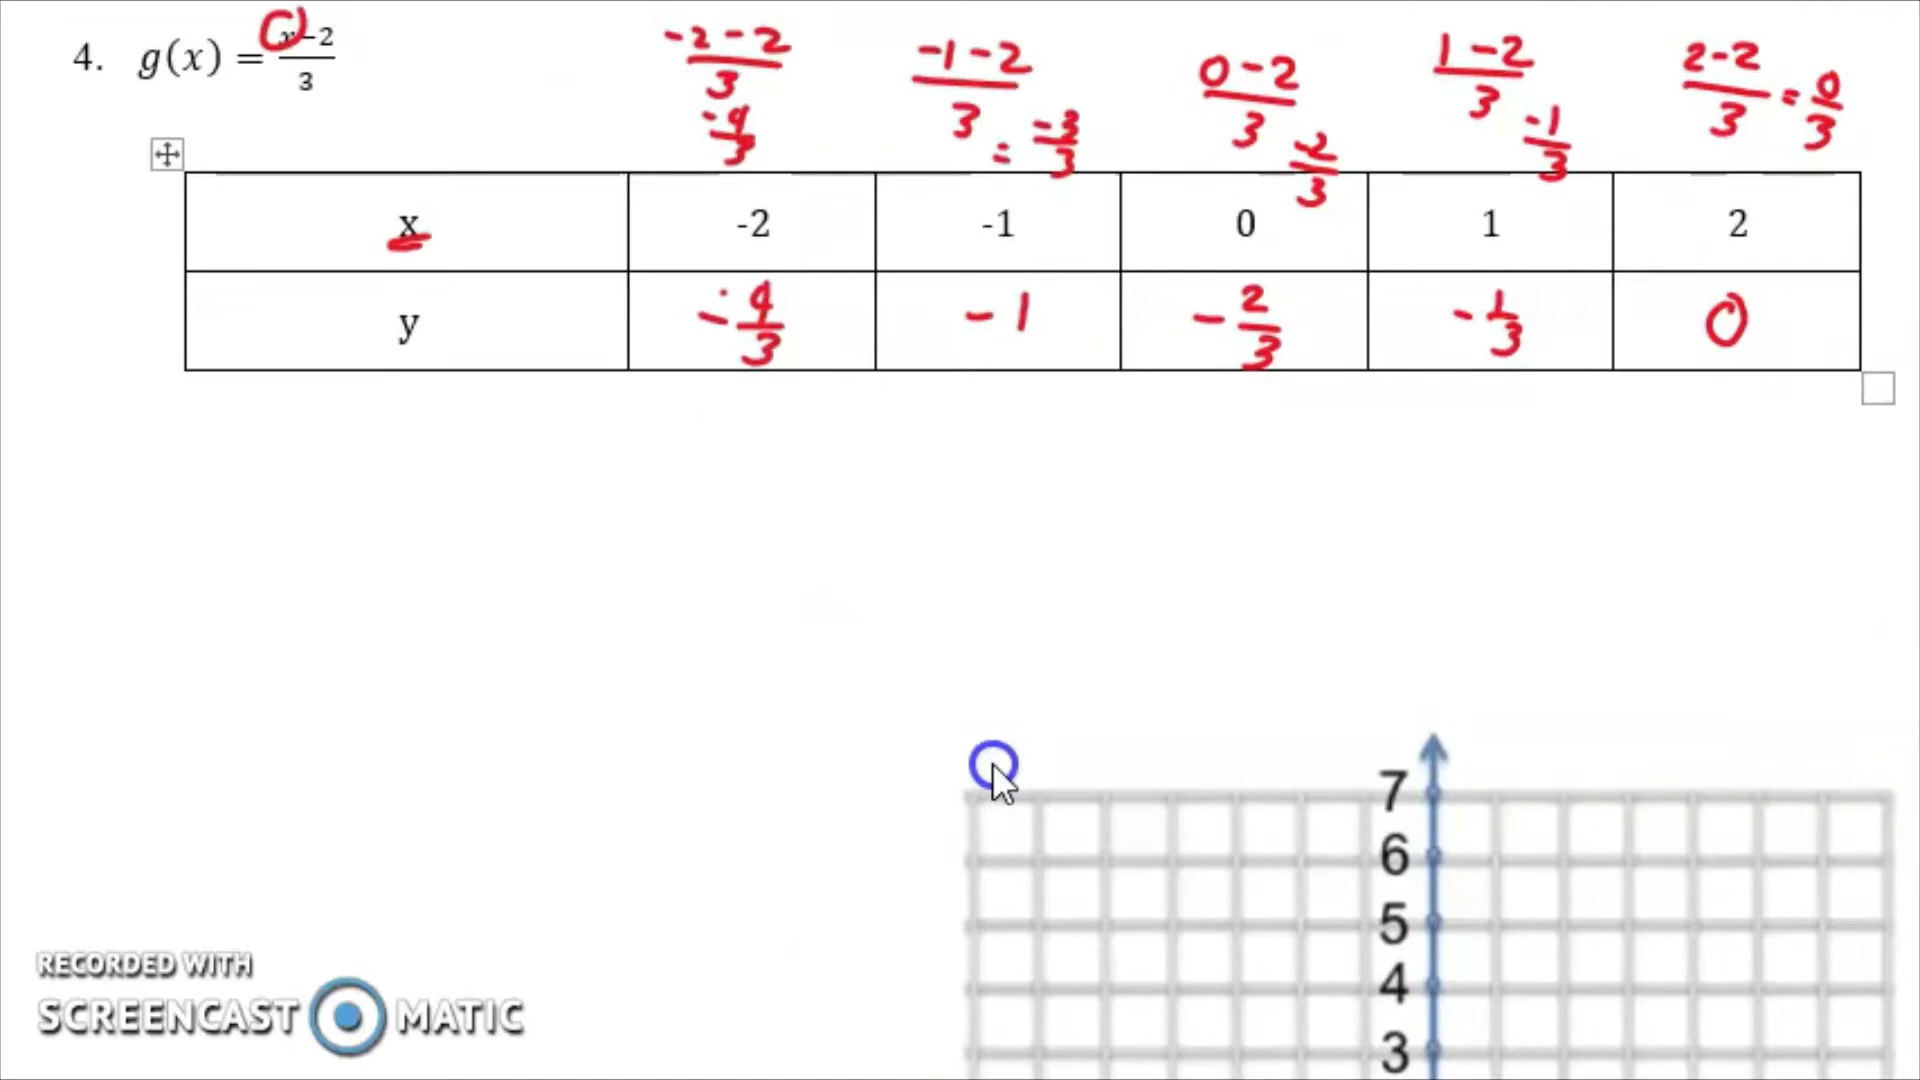 4. g(x) = x-2/3
-2-2/3 -4/3
-1-2/3 = -3/3
0-2/3 -2/3
1-2/3 -1/3
2-2/3 = 0/3
x -2 -1 0 1 2
y -4/3 -1 -2/3 -1/3 0
7
6
5
4
3
RECORDED WITH
SCREENCAST MATIC